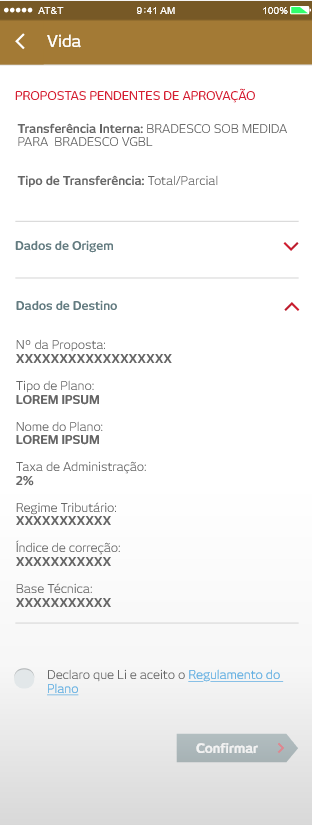 AT&T 9:41 AM 100%
Vida
PROPOSTAS PENDENTES DE APROVAÇÃO
Transferência Interna: BRADESCO SOB MEDIDA
PARA BRADESCO VGBL
Tipo de Transferência: Total/Parcial
Dados de Origem
Dados de Destino
Nº da Proposta:
XXXXXXXXXXXXXXXXXX
Tipo de Plano:
LOREM IPSUM
Nome do Plano:
LOREM IPSUM
Taxa de Administração:
2%
Regime Tributário:
XXXXXXXXXXX
Índice de correção:
XXXXXXXXXXX
Base Técnica:
XXXXXXXXXXX
Declaro que Li e aceito o Regulamento do
Plano
Confirmar